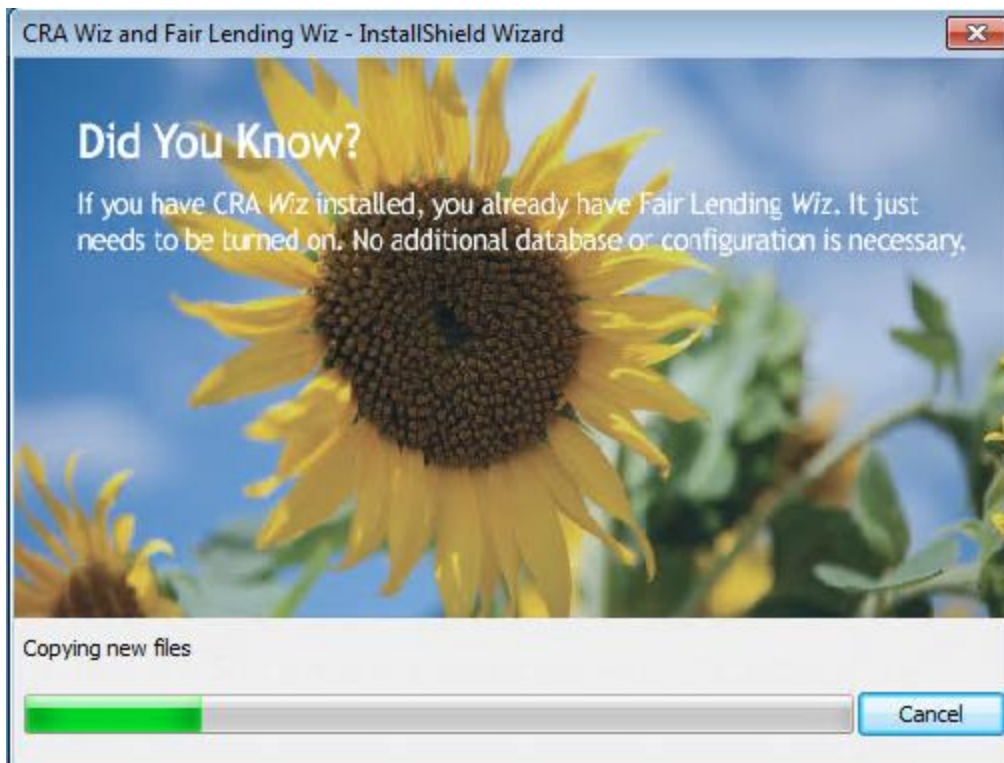 CRA Wiz and Fair Lending Wiz - InstallShield Wizard
Did You Know?
If you have CRA Wiz installed, you already have Fair Lending Wiz. It just
needs to be turned on. No additional database or configuration is necessary.
Copying new files
Cancel